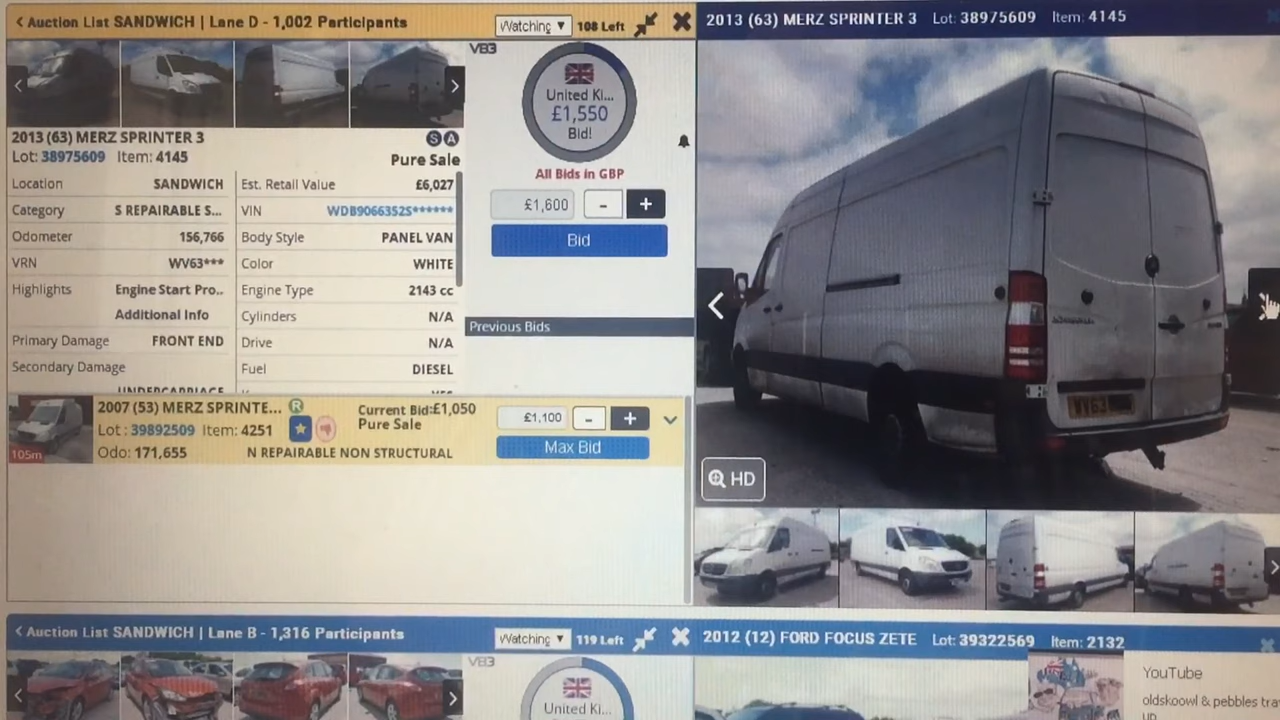 Auction List SANDWICH | Lane D - 1,002 Participants
Watching
108 Left
VB3
United Ki...
£1,550
Bid!
All Bids in GBP
£1,600
-
+
Bid
Previous Bids
2013 (63) MERZ SPRINTER 3
S A
Lot: 38975609 Item: 4145
Pure Sale
Location SANDWICH
Category S REPAIRABLE S...
Odometer 156,766
VRN WV63***
Highlights Engine Start Pro..
Additional Info
Primary Damage FRONT END
Secondary Damage
UNDERCARRIAGE
Est. Retail Value £6,027
VIN WDB9066352S******
Body Style PANEL VAN
Color WHITE
Engine Type 2143 cc
Cylinders N/A
Drive N/A
Fuel DIESEL
2007 (53) MERZ SPRINTE... R
Lot : 39892509 Item: 4251
Odo: 171,655
N REPAIRABLE NON STRUCTURAL
105m
Current Bid:£1,050
Pure Sale
£1,100
-
+
Max Bid
2013 (63) MERZ SPRINTER 3 Lot: 38975609 Item: 4145
WV63
HD
Auction List SANDWICH | Lane B - 1,316 Participants
Watching
119 Left
VB3
United Ki...
2012 (12) FORD FOCUS ZETE Lot: 39322569 Item: 2132
YouTube
oldskoowl & pebbles tra
up